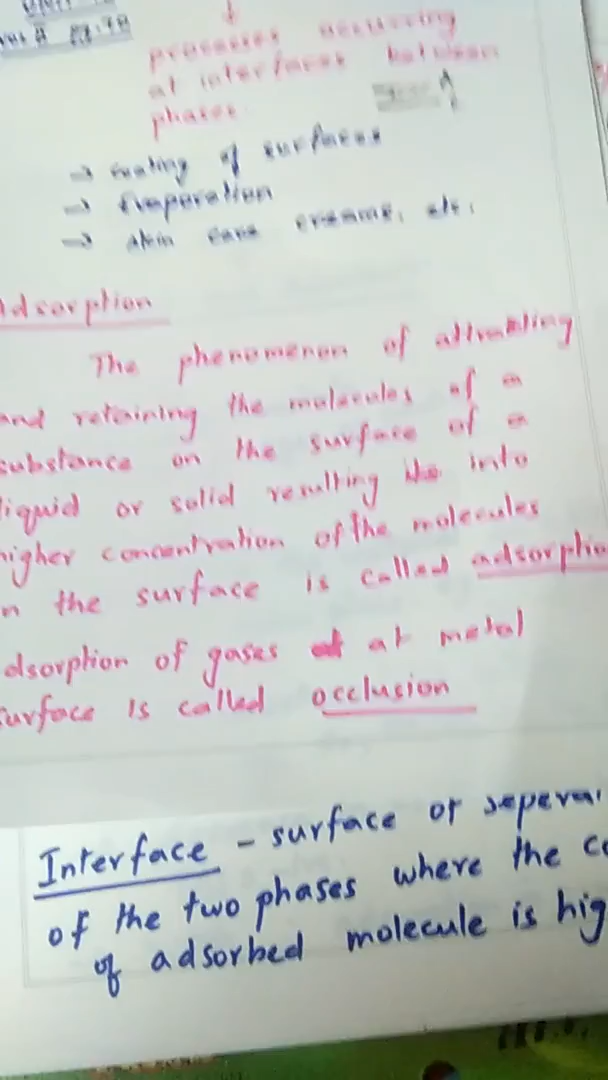 processes occurring
at interfaces between
phases.
→ coating of surfaces
→ Evaporation
→ skin care creams, etc.
Adsorption
The phenomenon of attrakting
and retaining the molecules of a
substance on the surface of a
liquid or solid resulting into
higher concentration of the molecules
on the surface is called adsorption
Adsorption of gases at metal
surface is called occlusion
Interface - surface of
of the two phases where the
of adsorbed molecule is